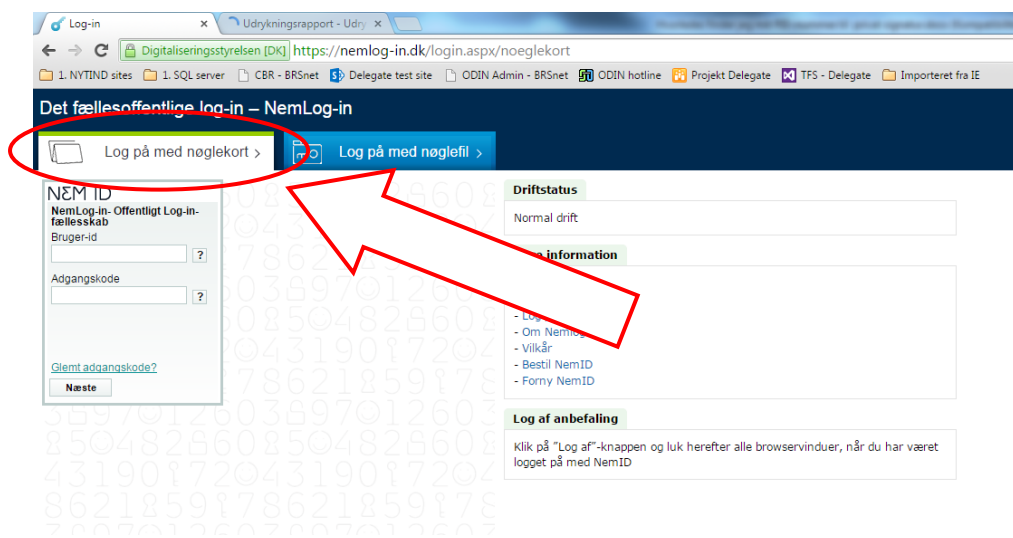 Log-in
Udrykningsrapport - Udr
Digitaliseringsstyrelsen [DK] https://nemlog-in.dk/login.aspx/noeglekort
1. NYTIND sites 1. SQL server CBR - BRSnet Delegate test site ODIN Admin - BRSnet ODIN hotline Projekt Delegate TFS - Delegate Importeret fra IE
Det fællesoffentlige log-in – NemLog-in
Log på med nøglekort >
Log på med nøglefil >
NEM ID
NemLog-in- Offentligt Log-in-
fællesskab
Bruger-id
?
Adgangskode
?
Glemt adgangskode?
Næste
Driftstatus
Normal drift
information
- Log
- Om Nemlog
- Vilkår
- Bestil NemID
- Forny NemID
Log af anbefaling
Klik på "Log af"-knappen og luk herefter alle browservinduer, når du har været
logget på med NemID